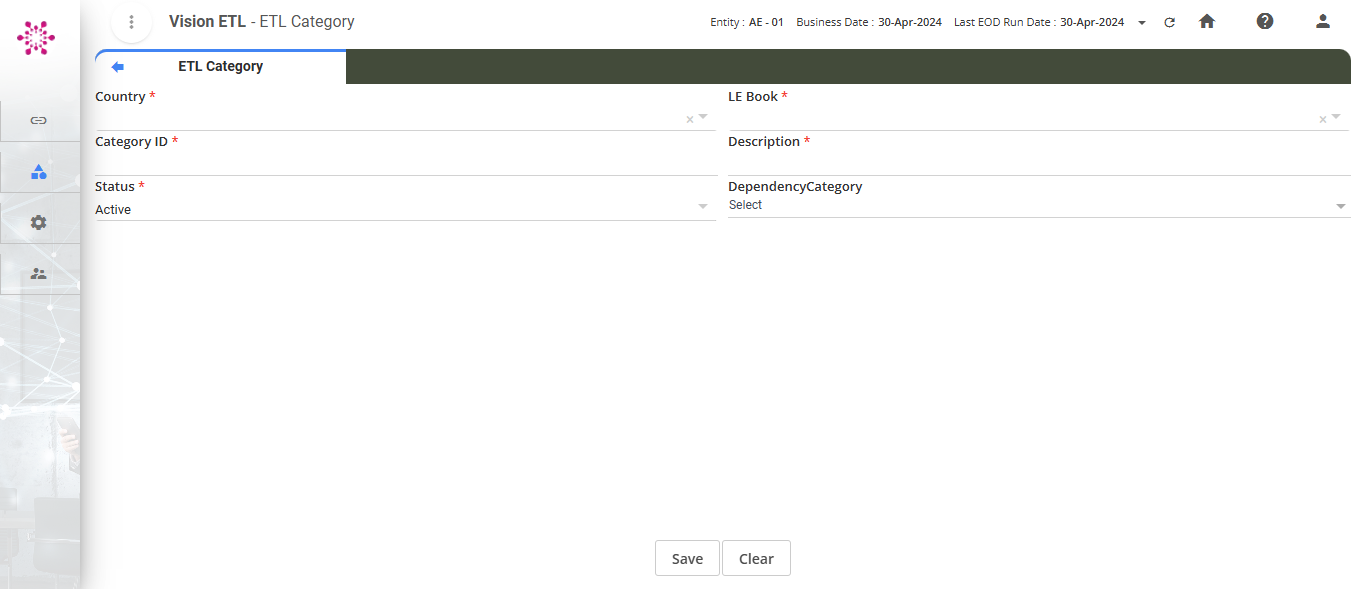 Vision ETL - ETL Category
Entity : AE - 01 Business Date : 30-Apr-2024 Last EOD Run Date : 30-Apr-2024
ETL Category
Country *
LE Book *
Category ID *
Description *
Status *
Active
DependencyCategory
Select
Save
Clear